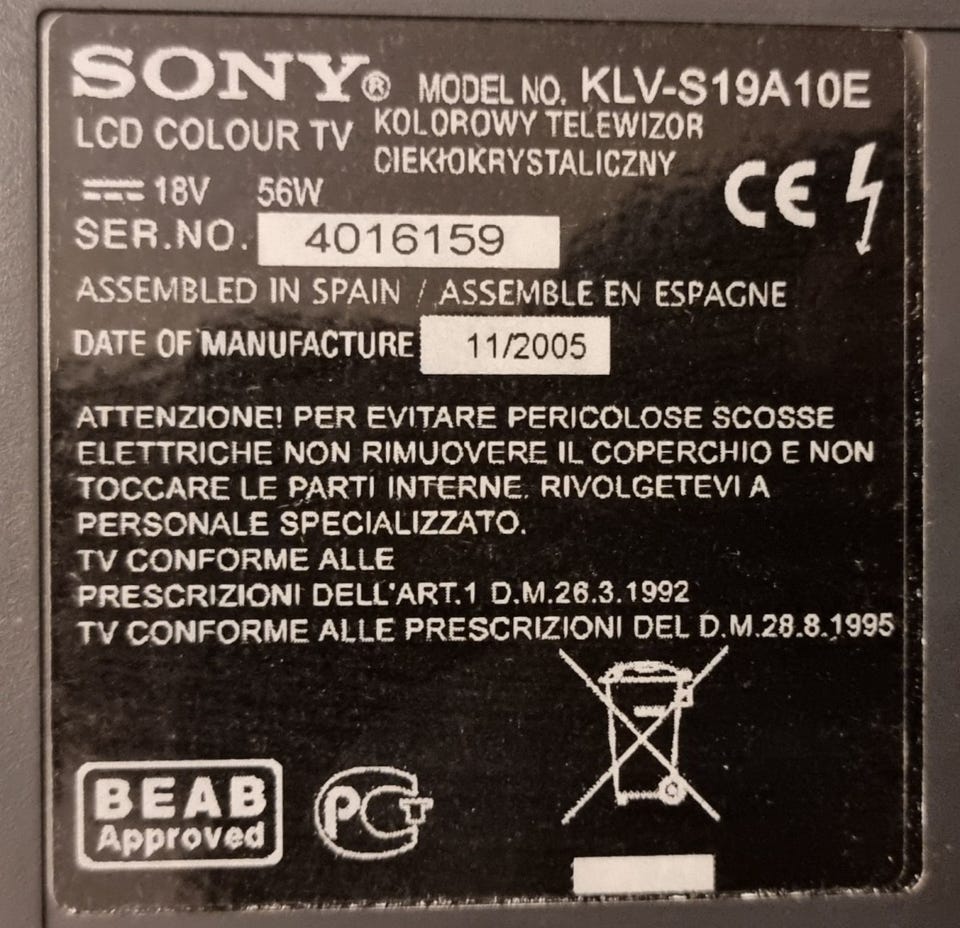 SONY® MODEL NO. KLV-S19A10E
LCD COLOUR TV KOLOROWY TELEWIZOR
CIEKŁOKRYSTALICZNY
18V 56W
CE
SER.NO. 4016159
ASSEMBLED IN SPAIN / ASSEMBLE EN ESPAGNE
DATE OF MANUFACTURE 11/2005
ATTENZIONE! PER EVITARE PERICOLOSE SCOSSE
ELETTRICHE NON RIMUOVERE IL COPERCHIO E NON
TOCCARE LE PARTI INTERNE. RIVOLGETEVI A
PERSONALE SPECIALIZZATO.
TV CONFORME ALLE
PRESCRIZIONI DELL'ART.1 D.M.26.3.1992
TV CONFORME ALLE PRESCRIZIONI DEL D.M.28.8.1995
BEAB
Approved
PCT